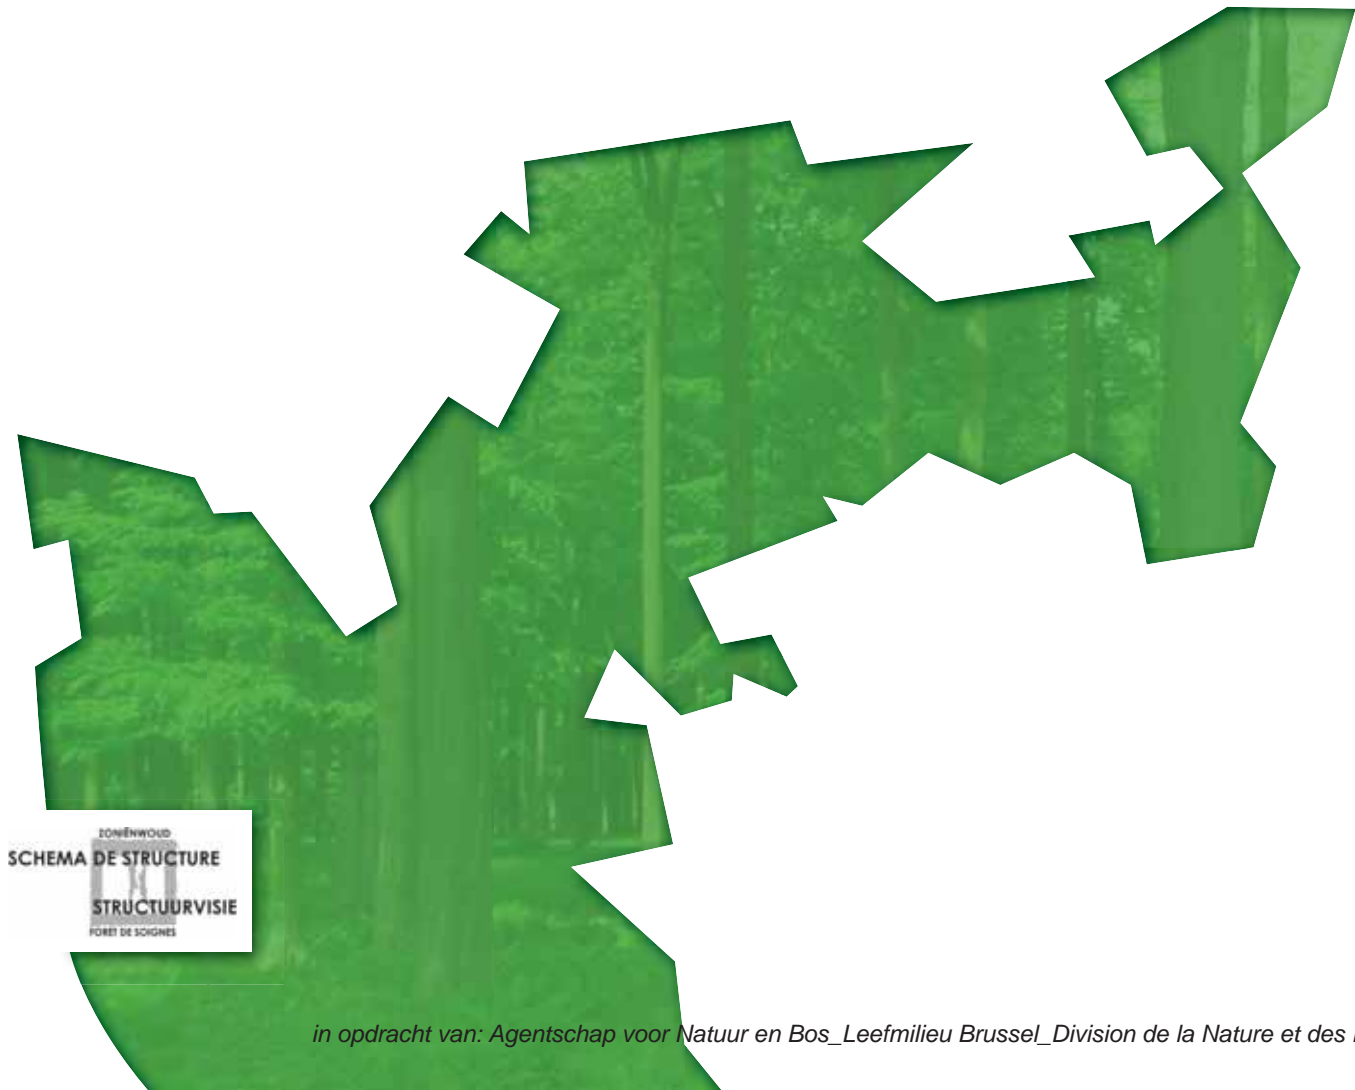 ZONIËNWOUD
SCHEMA DE STRUCTURE
STRUCTUURVISIE
FORÊT DE SOIGNES
in opdracht van: Agentschap voor Natuur en Bos_Leefmilieu Brussel_Division de la Nature et des